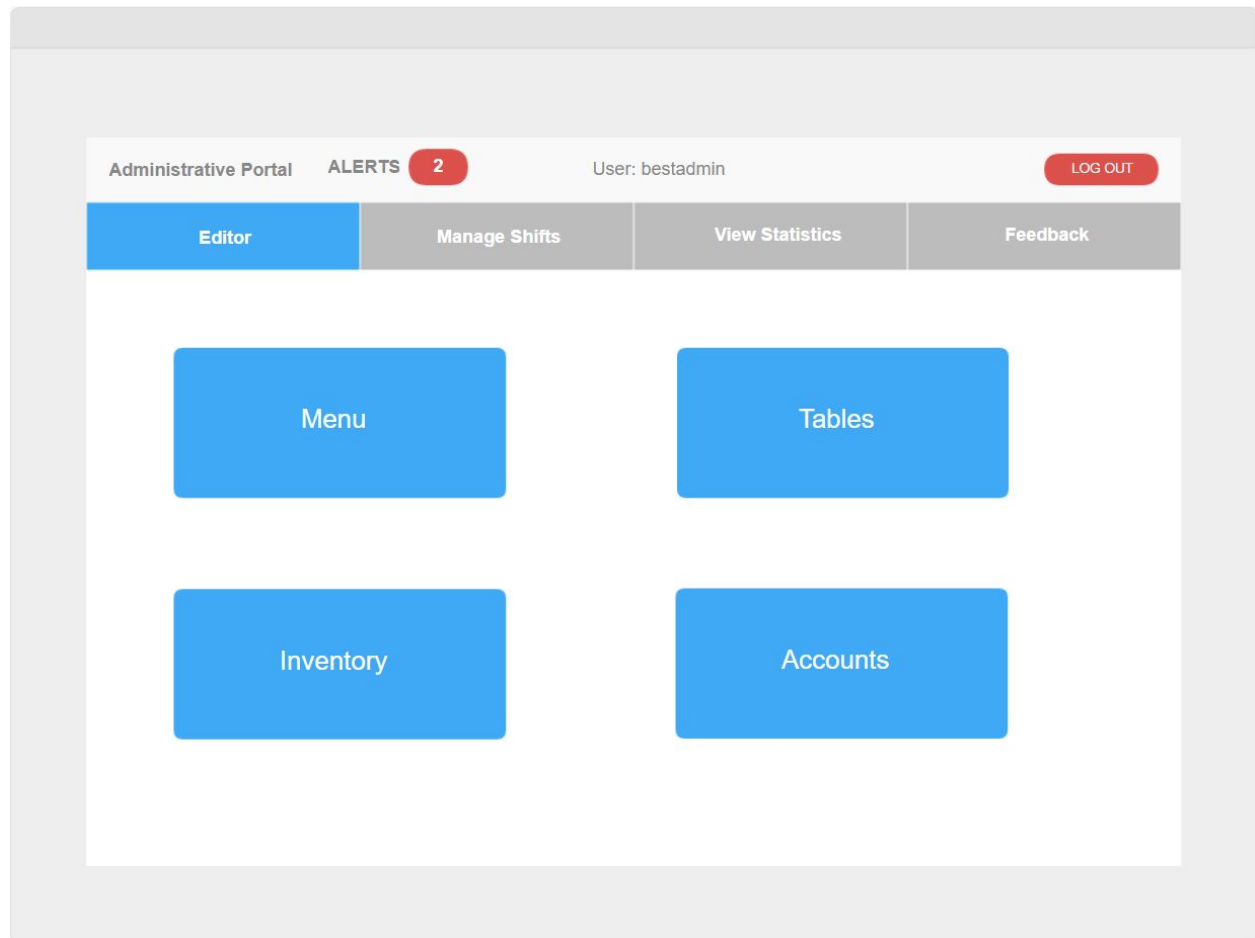 Administrative Portal ALERTS 2 User: bestadmin LOG OUT
Editor Manage Shifts View Statistics Feedback
Menu Tables
Inventory Accounts